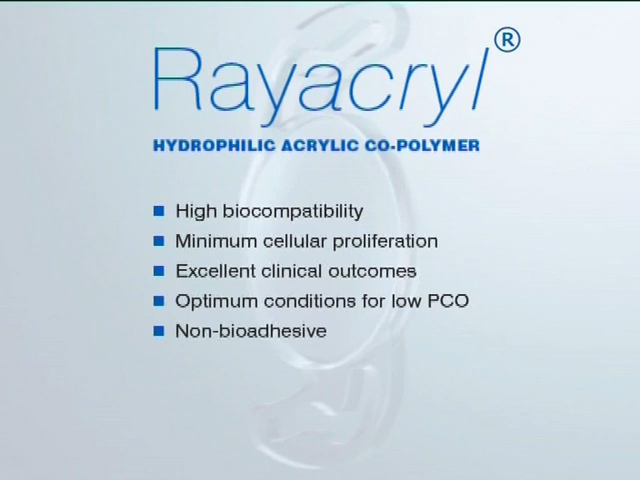 Rayacryl®
HYDROPHILIC ACRYLIC CO-POLYMER
■ High biocompatibility
■ Minimum cellular proliferation
■ Excellent clinical outcomes
■ Optimum conditions for low PCO
■ Non-bioadhesive